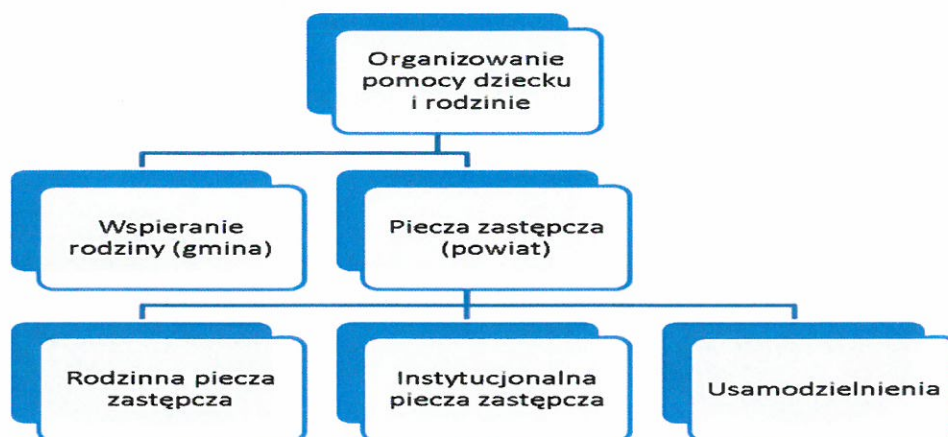 Organizowanie
pomocy dziecku
i rodzinie
Wspieranie
rodziny (gmina)
Piecza zastępcza
(powiat)
Rodzinna piecza
zastępcza
Instytucjonalna
piecza zastępcza
Usamodzielnienia